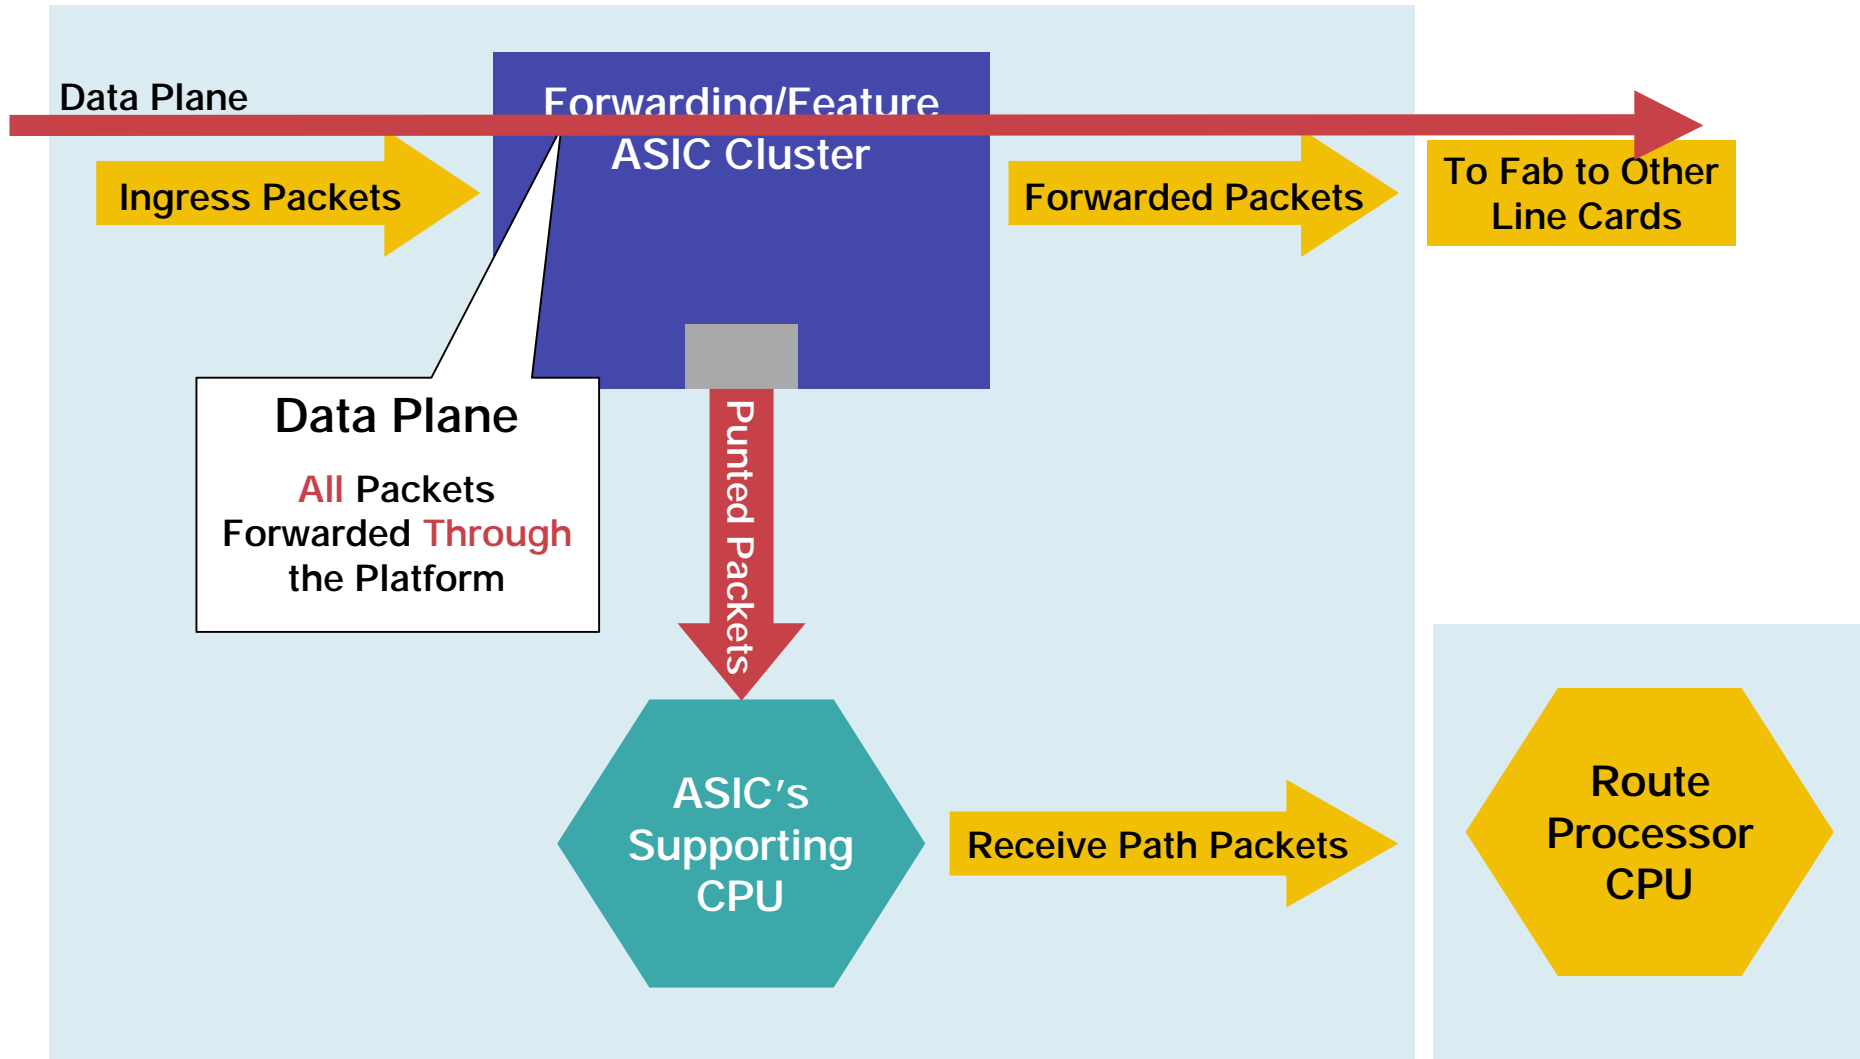 Data Plane
Forwarding/Feature
ASIC Cluster
Ingress Packets
Forwarded Packets
To Fab to Other
Line Cards
Data Plane
All Packets
Forwarded Through
the Platform
Punted Packets
ASIC’s
Supporting
CPU
Receive Path Packets
Route
Processor
CPU